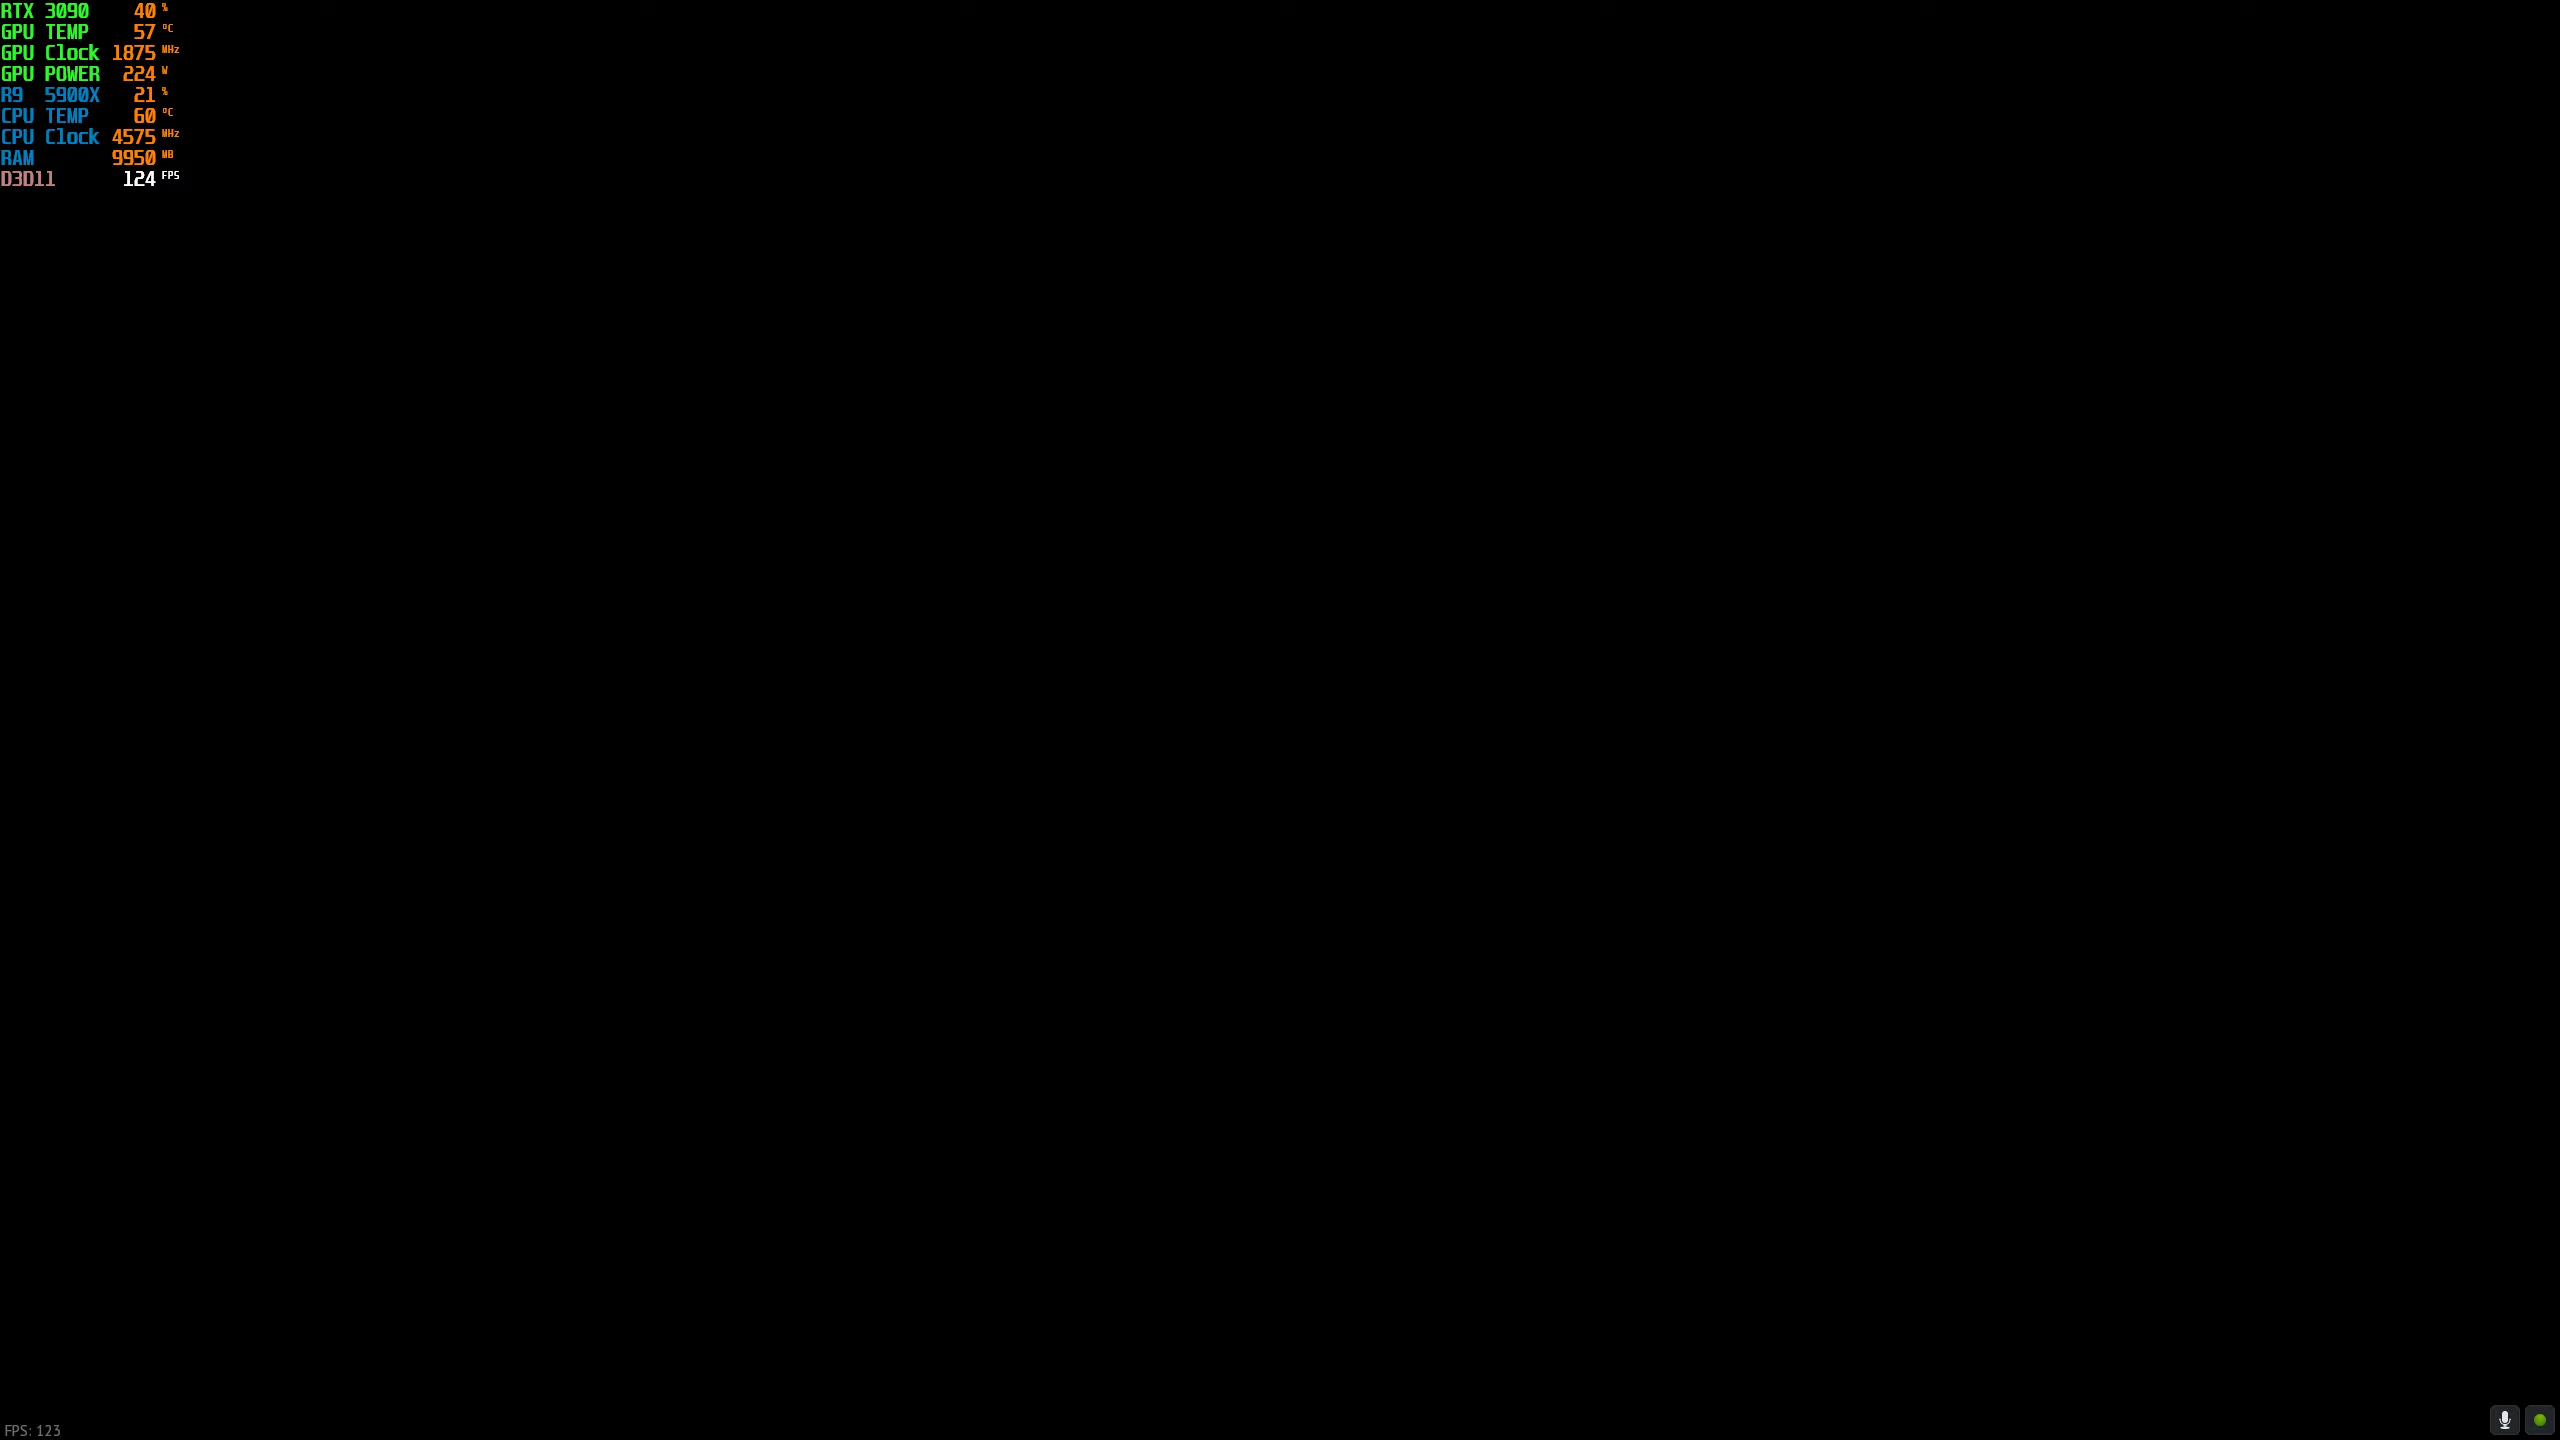 RTX 3090 40 %
GPU TEMP 57 °C
GPU Clock 1875 MHz
GPU POWER 224 W
R9 5900X 21 %
CPU TEMP 60 °C
CPU Clock 4575 MHz
RAM 9950 MB
D3D11 124 FPS
FPS: 123